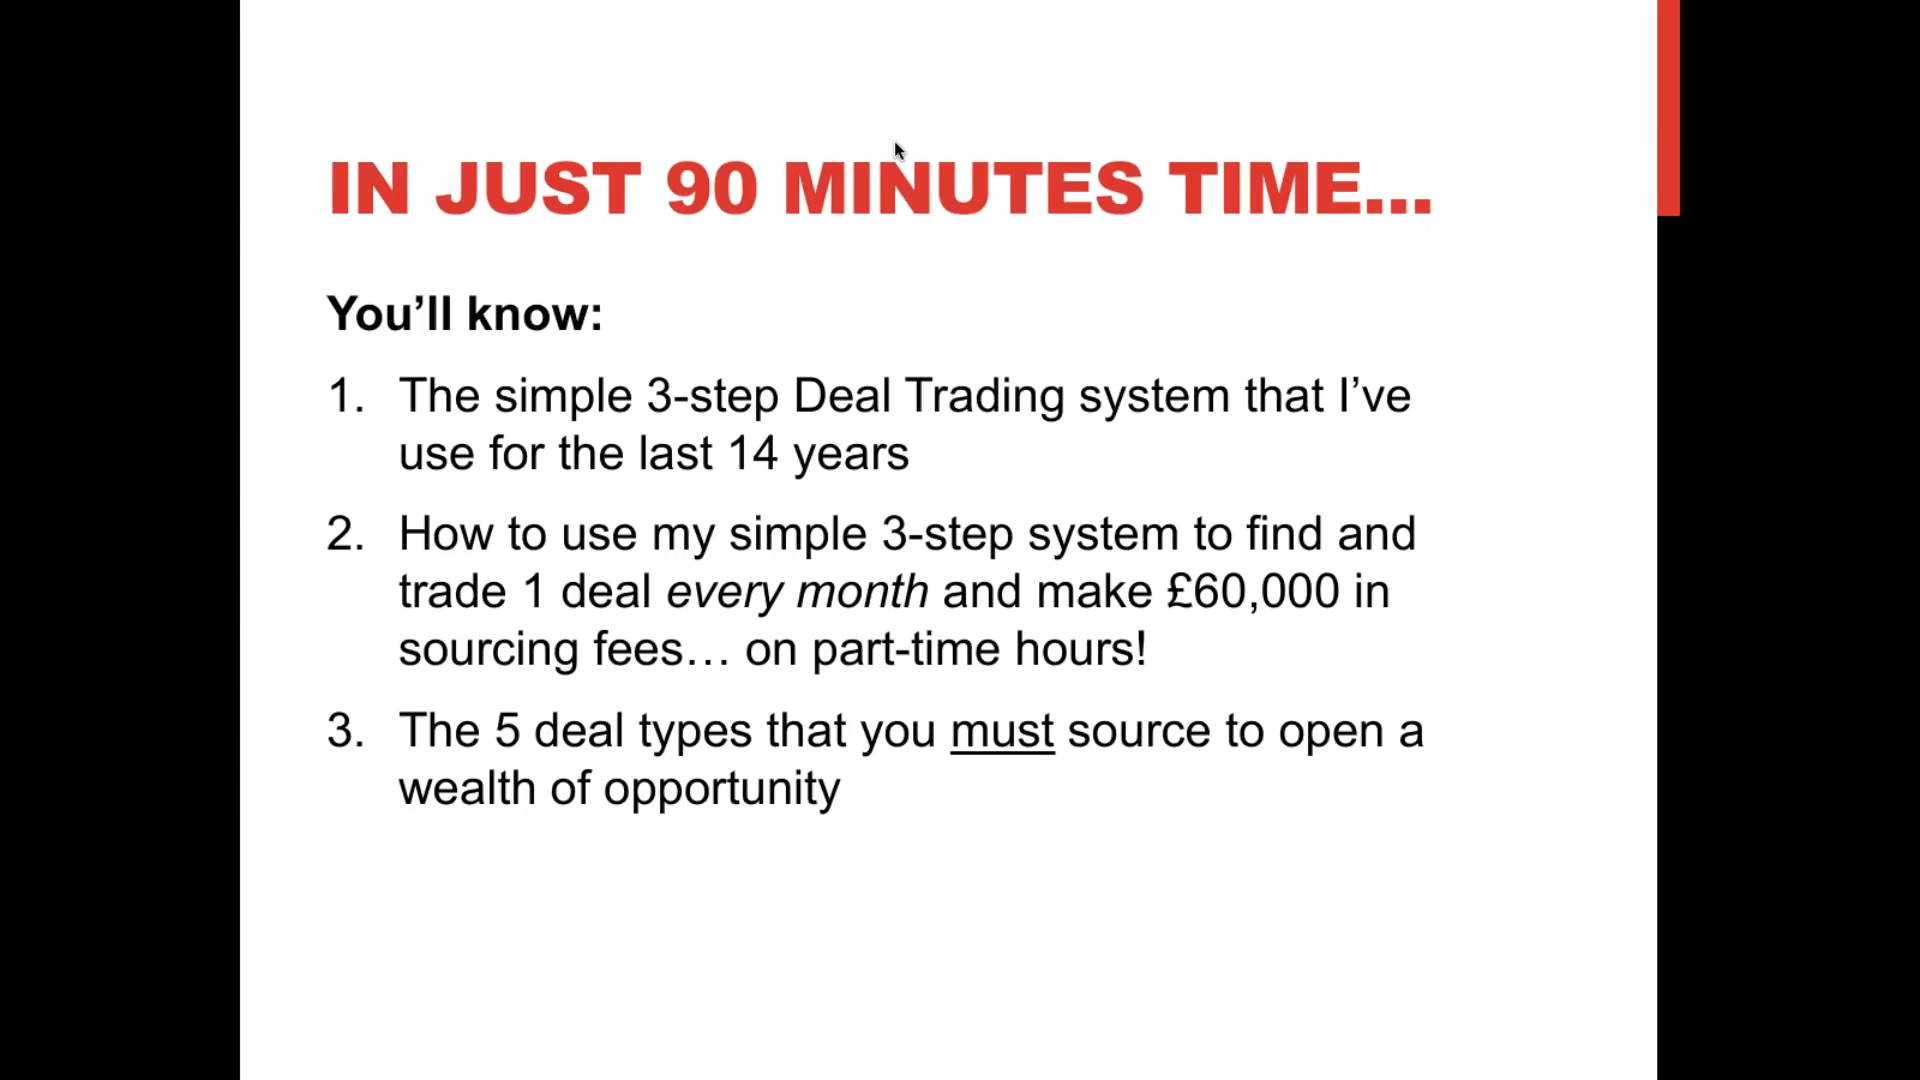 IN JUST 90 MINUTES TIME...
You’ll know:
1. The simple 3-step Deal Trading system that I’ve
use for the last 14 years
2. How to use my simple 3-step system to find and
trade 1 deal every month and make £60,000 in
sourcing fees… on part-time hours!
3. The 5 deal types that you must source to open a
wealth of opportunity